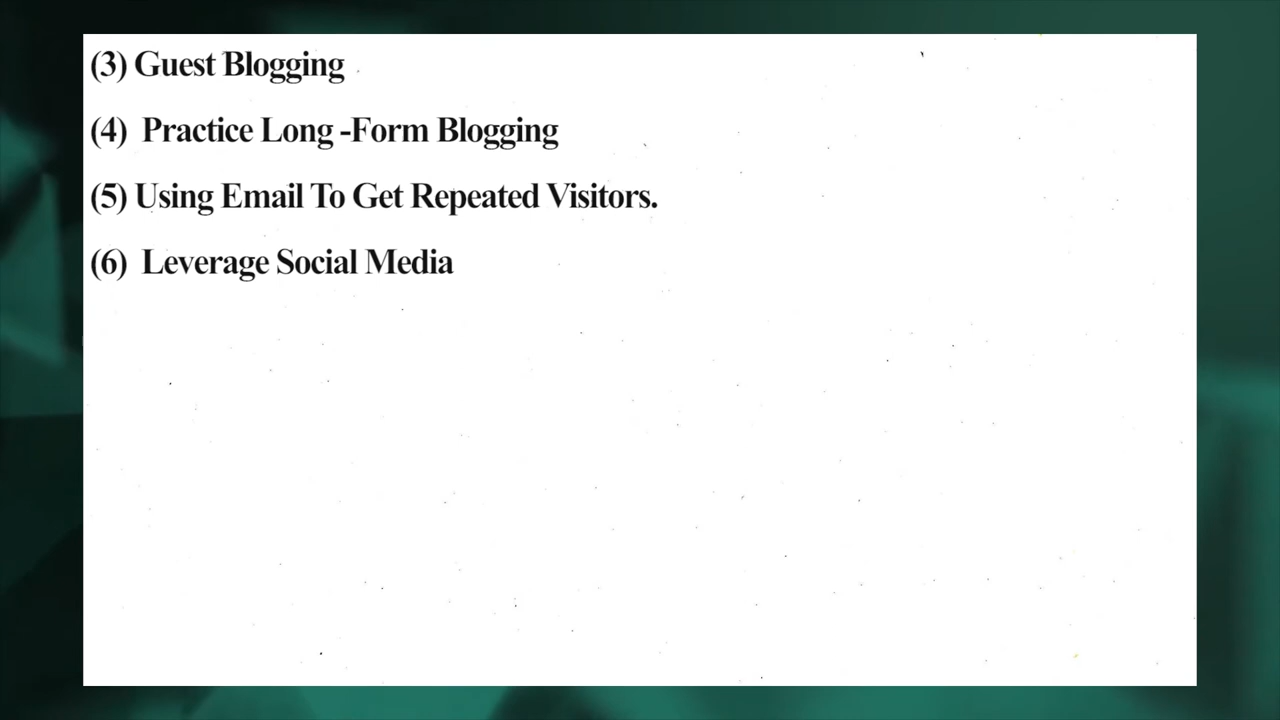 (3) Guest Blogging
(4) Practice Long -Form Blogging
(5) Using Email To Get Repeated Visitors.
(6) Leverage Social Media